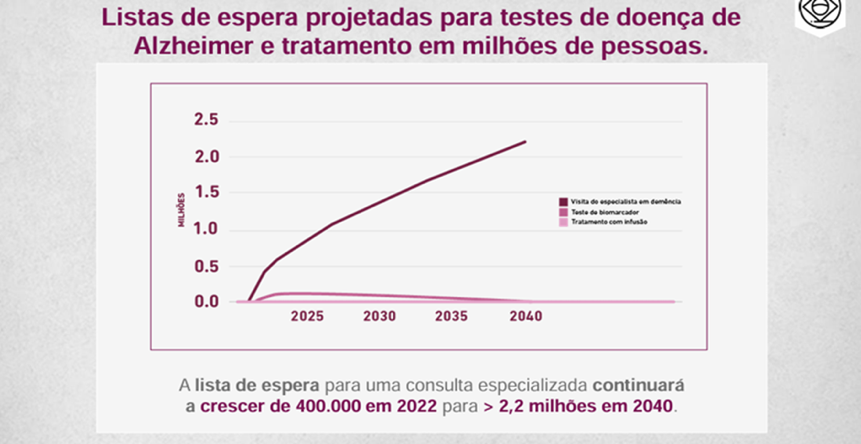 Listas de espera projetadas para testes de doença de
Alzheimer e tratamento em milhões de pessoas.
2.5
2.0
1.5
1.0
0.5
0.0
MILHÕES
Visita de especialista em demência
Teste de biomarcador
Tratamento com infusão
2025 2030 2035 2040
A lista de espera para uma consulta especializada continuará
a crescer de 400.000 em 2022 para > 2,2 milhões em 2040.